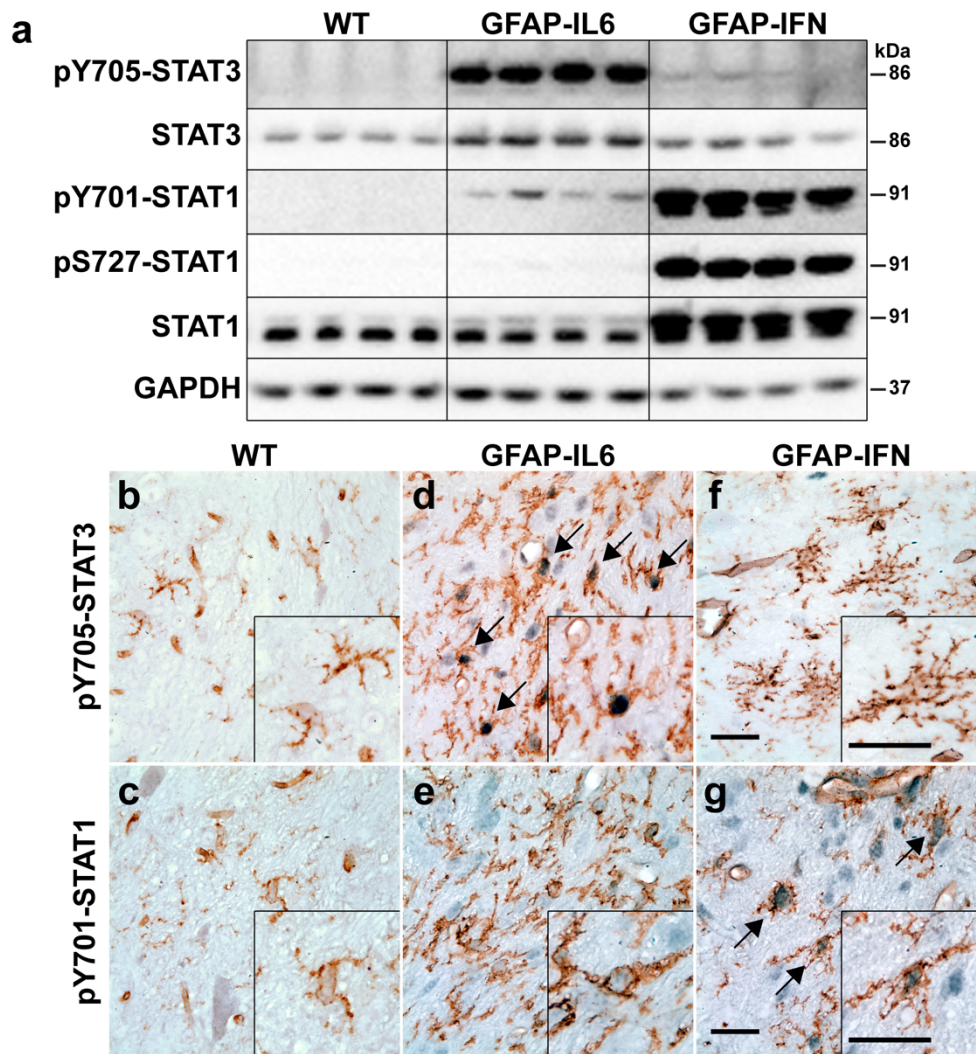 a
WT GFAP-IL6 GFAP-IFN
kDa
pY705-STAT3 86
STAT3 86
pY701-STAT1 91
pS727-STAT1 91
STAT1 91
GAPDH 37
WT GFAP-IL6 GFAP-IFN
pY705-STAT3
b d f
pY701-STAT1
c e g